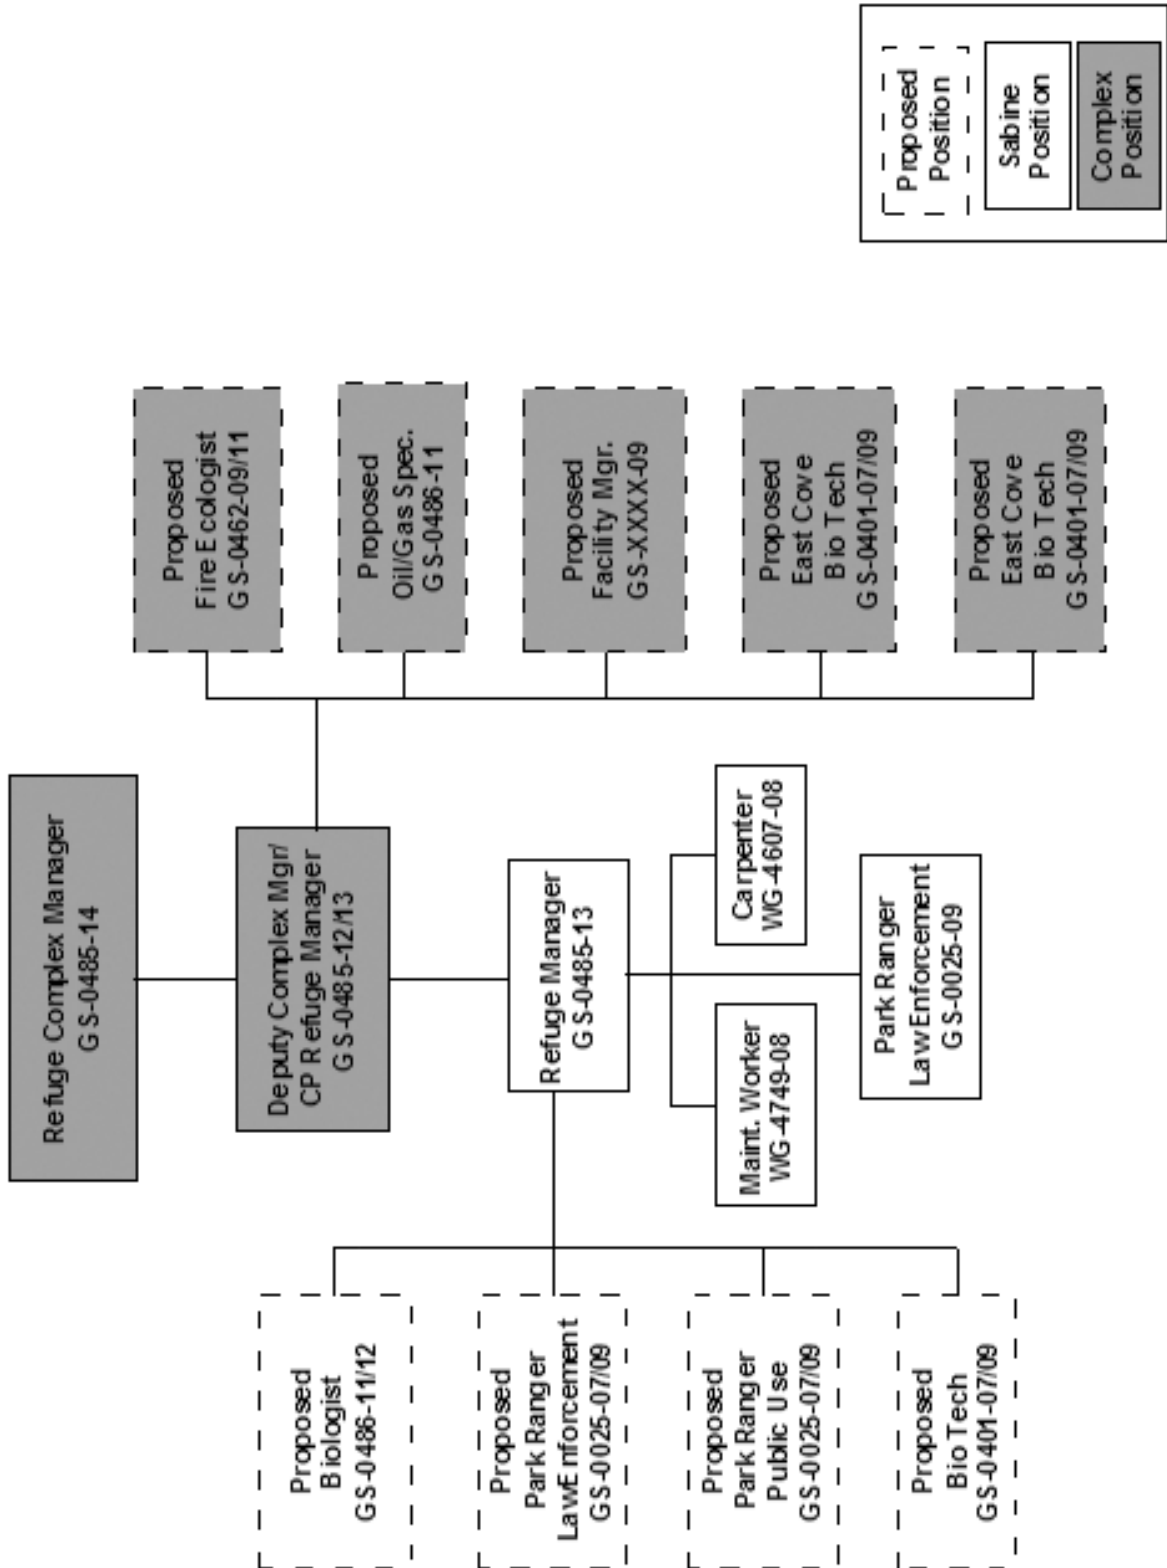 Refuge Complex Manager
GS-0485-14
Deputy Complex Mgr/
CP Refuge Manager
GS-0485-12/13
Refuge Manager
GS-0485-13
Maint. Worker
WG-4749-08
Carpenter
WG-4607-08
Park Ranger
Law Enforcement
GS-0025-09
Proposed
Biologist
GS-0486-11/12
Proposed
Park Ranger
Law Enforcement
GS-0025-07/09
Proposed
Park Ranger
Public Use
GS-0025-07/09
Proposed
Bio Tech
GS-0401-07/09
Proposed
Fire Ecologist
GS-0462-09/11
Proposed
Oil/Gas Spec.
GS-0486-11
Proposed
Facility Mgr.
GS-XXXX-09
Proposed
East Cove
Bio Tech
GS-0401-07/09
Proposed
East Cove
Bio Tech
GS-0401-07/09
Proposed
Position
Sabine
Position
Complex
Position